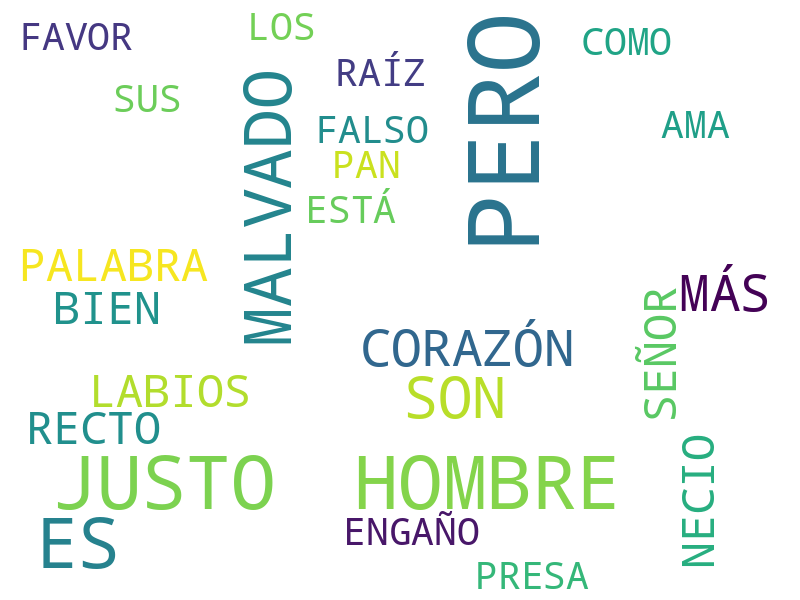 FAVOR
LOS
PERO
COMO
RAÍZ
SUS
MALVADO
FALSO
AMA
PAN
ESTÁ
PALABRA
BIEN
MÁS
SEÑOR
CORAZÓN
LABIOS
SON
RECTO
JUSTO
HOMBRE
NECIO
ES
ENGAÑO
PRESA